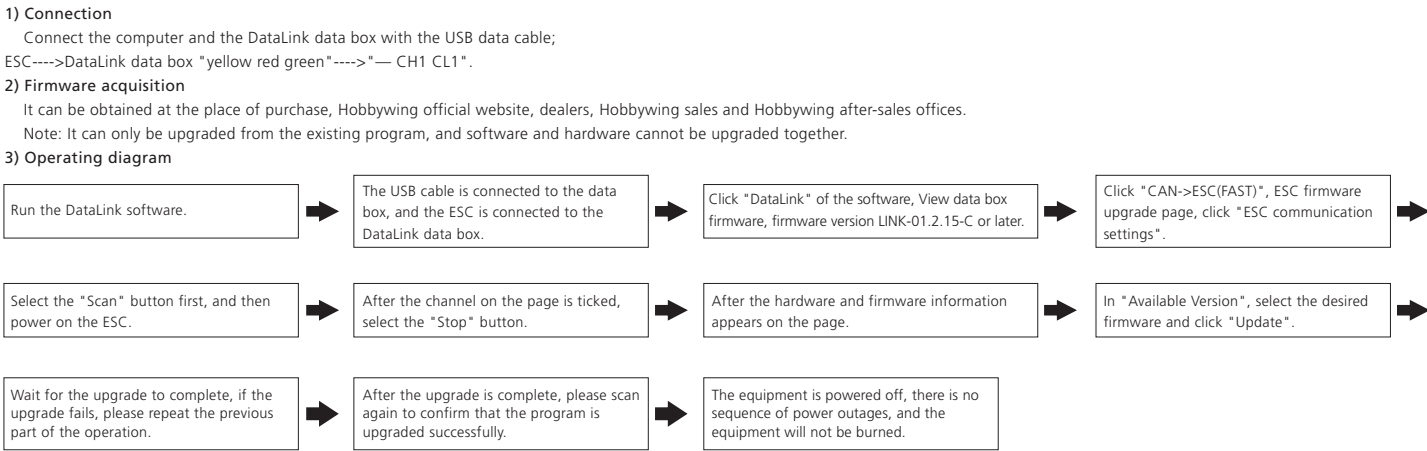 1) Connection
Connect the computer and the DataLink data box with the USB data cable;
ESC---->DataLink data box "yellow red green"---->"— CH1 CL1".
2) Firmware acquisition
It can be obtained at the place of purchase, Hobbywing official website, dealers, Hobbywing sales and Hobbywing after-sales offices.
Note: It can only be upgraded from the existing program, and software and hardware cannot be upgraded together.
3) Operating diagram
Run the DataLink software.
The USB cable is connected to the data
box, and the ESC is connected to the
DataLink data box.
Click "DataLink" of the software, View data box
firmware, firmware version LINK-01.2.15-C or later.
Click "CAN->ESC(FAST)", ESC firmware
upgrade page, click "ESC communication
settings".
Select the "Scan" button first, and then
power on the ESC.
After the channel on the page is ticked,
select the "Stop" button.
After the hardware and firmware information
appears on the page.
In "Available Version", select the desired
firmware and click "Update".
Wait for the upgrade to complete, if the
upgrade fails, please repeat the previous
part of the operation.
After the upgrade is complete, please scan
again to confirm that the program is
upgraded successfully.
The equipment is powered off, there is no
sequence of power outages, and the
equipment will not be burned.